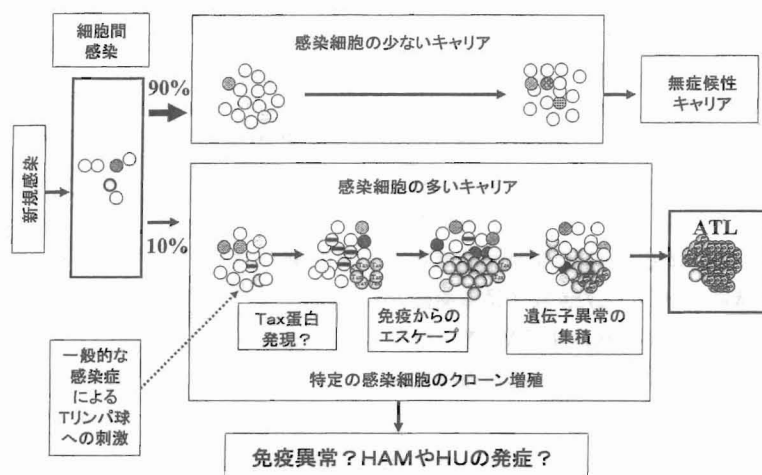 細胞間
感染
90%
感染細胞の少ないキャリア
無症候性
キャリア
新規感染
10%
感染細胞の多いキャリア
ATL
Tax蛋白
発現？
免疫からの
エスケープ
遺伝子異常の
集積
特定の感染細胞のクローン増殖
一般的な
感染症
による
Tリンパ球
への刺激
免疫異常？HAMやHUの発症？